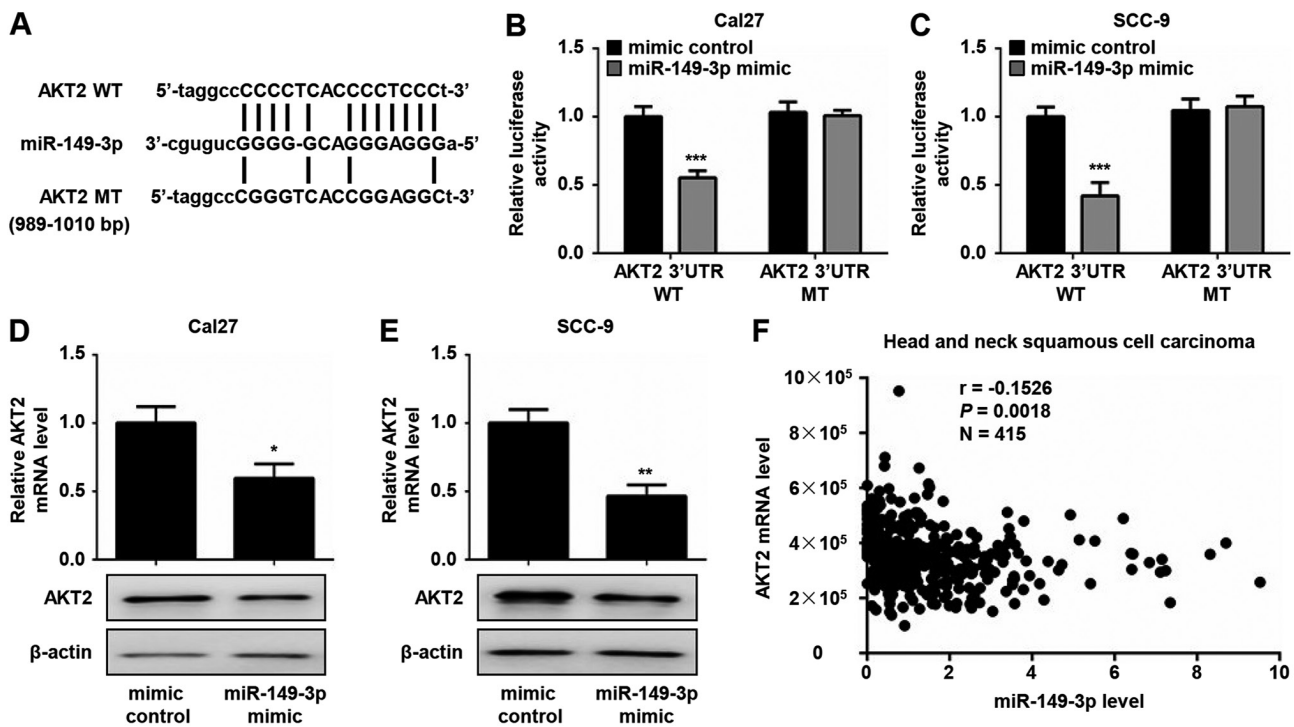 A
AKT2 WT 5’-taggccCCCCTCACCCCTCCCt-3’
miR-149-3p 3’-cgugucGGGG-GCAGGGAGGGa-5’
AKT2 MT 5’-taggccCGGGTCACCGGAGGCt-3’
(989-1010 bp)
B
Cal27
mimic control
miR-149-3p mimic
Relative luciferase
activity
1.5
1.0
0.5
0.0
***
AKT2 3’UTR
WT
AKT2 3’UTR
MT
C
SCC-9
mimic control
miR-149-3p mimic
Relative luciferase
activity
1.5
1.0
0.5
0.0
***
AKT2 3’UTR
WT
AKT2 3’UTR
MT
D
Cal27
Relative AKT2
mRNA level
1.5
1.0
0.5
0.0
*
AKT2
β-actin
mimic
control
miR-149-3p
mimic
E
SCC-9
Relative AKT2
mRNA level
1.5
1.0
0.5
0.0
**
AKT2
β-actin
mimic
control
miR-149-3p
mimic
F
Head and neck squamous cell carcinoma
r = -0.1526
P = 0.0018
N = 415
AKT2 mRNA level
10×10⁵
8×10⁵
6×10⁵
4×10⁵
2×10⁵
0
0 2 4 6 8 10
miR-149-3p level